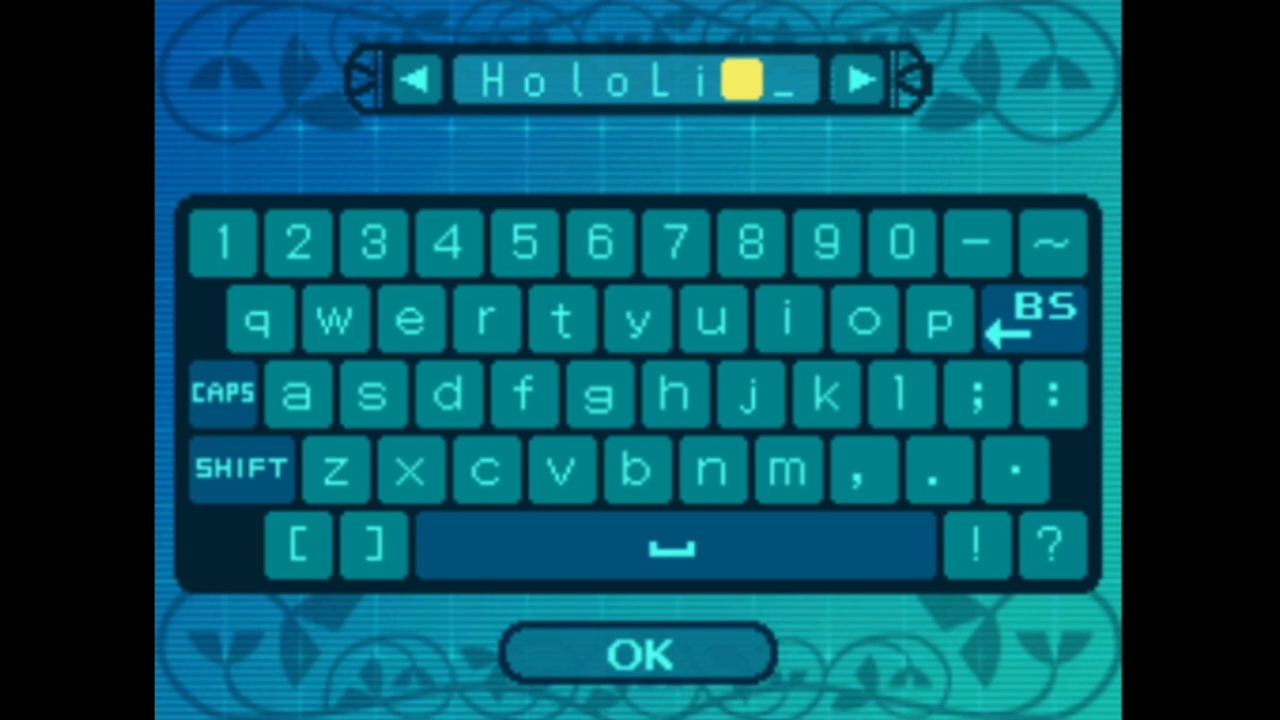 ◀ HoloLi_ ▶
1 2 3 4 5 6 7 8 9 0 - ~
q w e r t y u i o p ←BS
CAPS a s d f g h j k l ; :
SHIFT z x c v b n m , . ·
[ ] ⎵ ! ?
OK